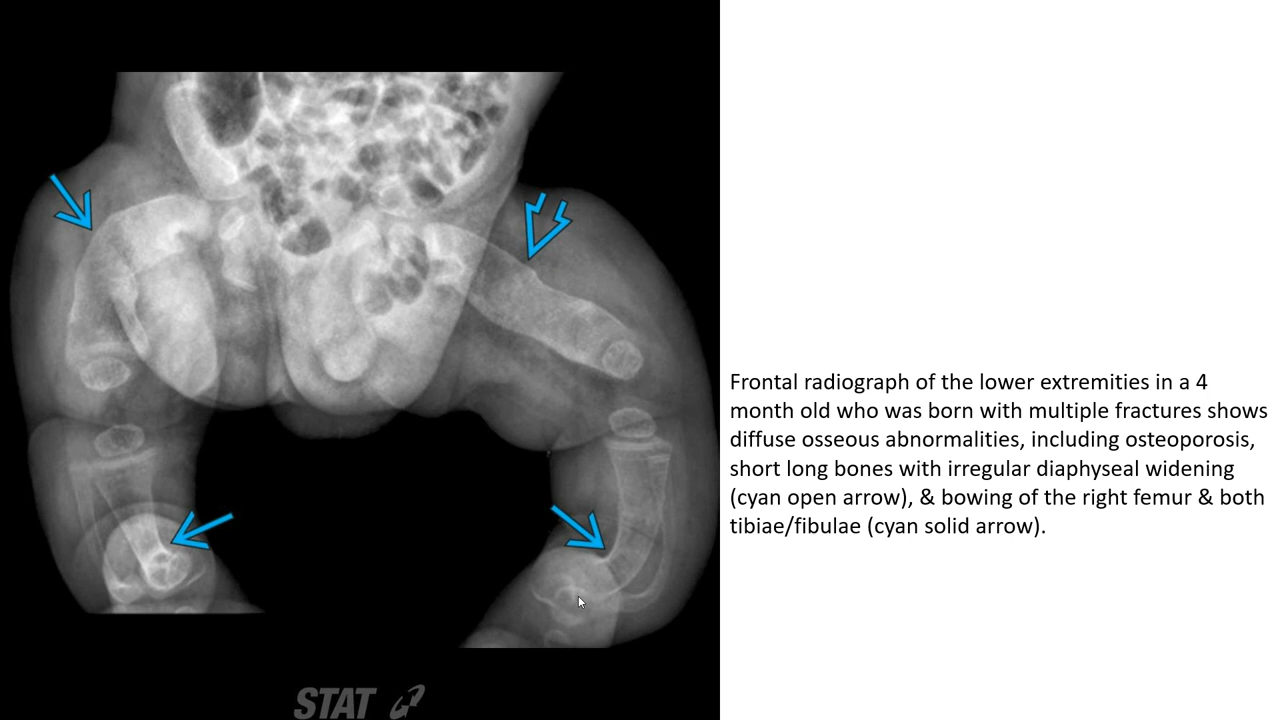 Frontal radiograph of the lower extremities in a 4
month old who was born with multiple fractures shows
diffuse osseous abnormalities, including osteoporosis,
short long bones with irregular diaphyseal widening
(cyan open arrow), & bowing of the right femur & both
tibiae/fibulae (cyan solid arrow).
STAT